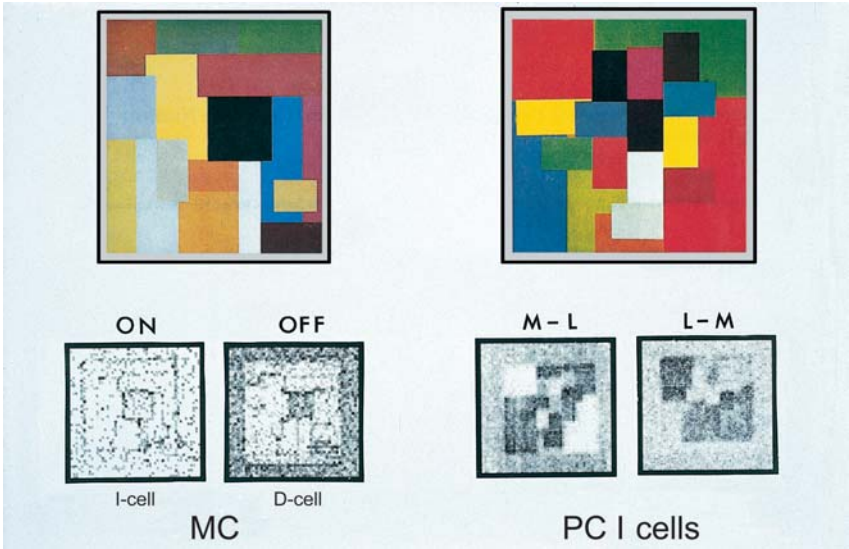 ON OFF M – L L – M
I-cell D-cell
MC PC I cells